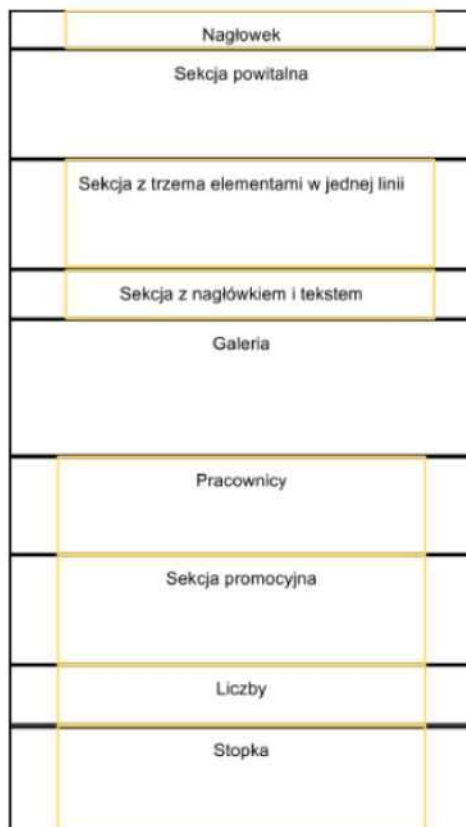 Nagłowek
Sekcja powitalna
Sekcja z trzema elementami w jednej linii
Sekcja z nagłówkiem i tekstem
Galeria
Pracownicy
Sekcja promocyjna
Liczby
Stopka